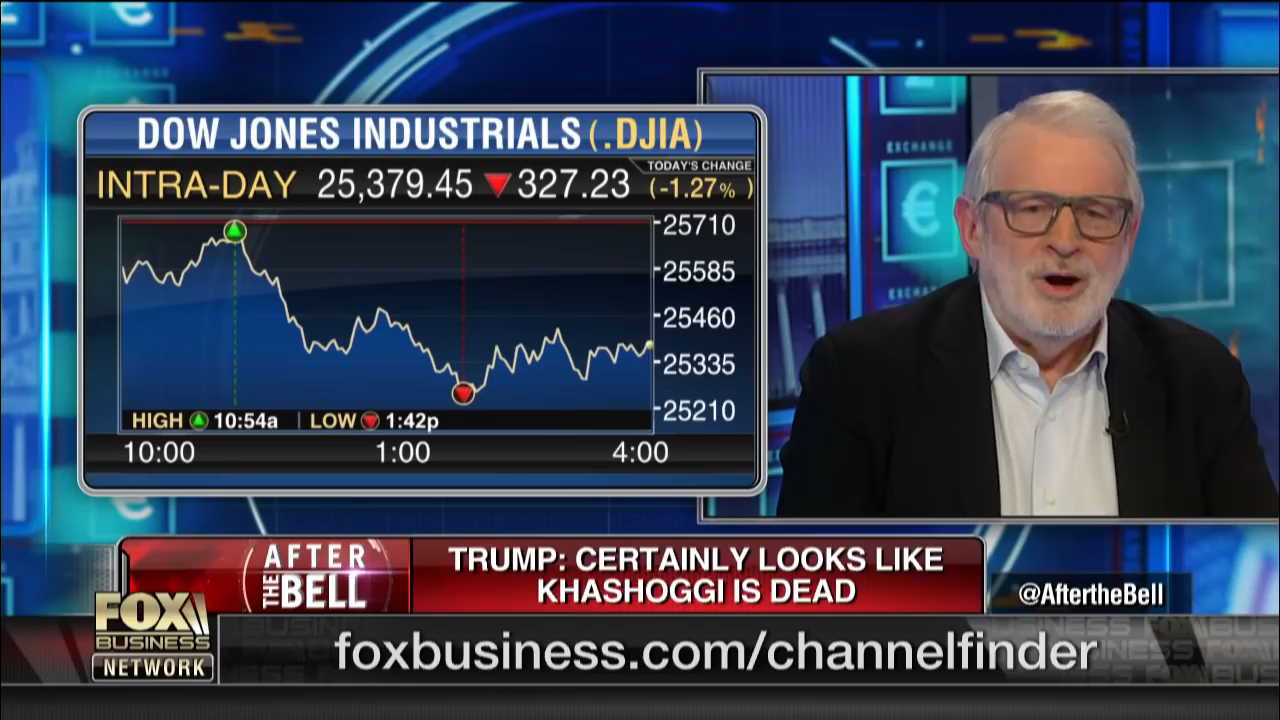 DOW JONES INDUSTRIALS (.DJIA)
TODAY'S CHANGE
INTRA-DAY 25,379.45 ▼ 327.23 (-1.27%)
25710
25585
25460
25335
25210
HIGH ▲ 10:54a | LOW ▼ 1:42p
10:00 1:00 4:00
EXCHANGE
€
AFTER
THE BELL
TRUMP: CERTAINLY LOOKS LIKE
KHASHOGGI IS DEAD
@AftertheBell
FOX
BUSINESS
NETWORK
foxbusiness.com/channelfinder